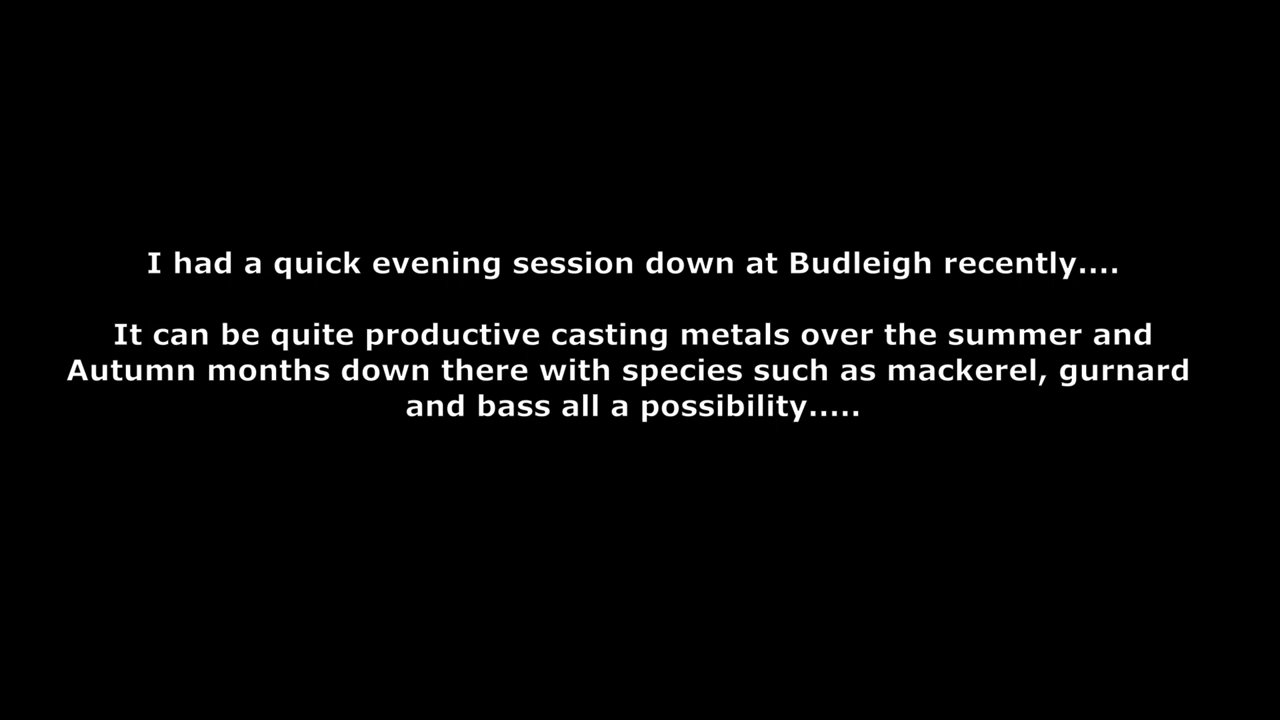 I had a quick evening session down at Budleigh recently....
It can be quite productive casting metals over the summer and
Autumn months down there with species such as mackerel, gurnard
and bass all a possibility.....